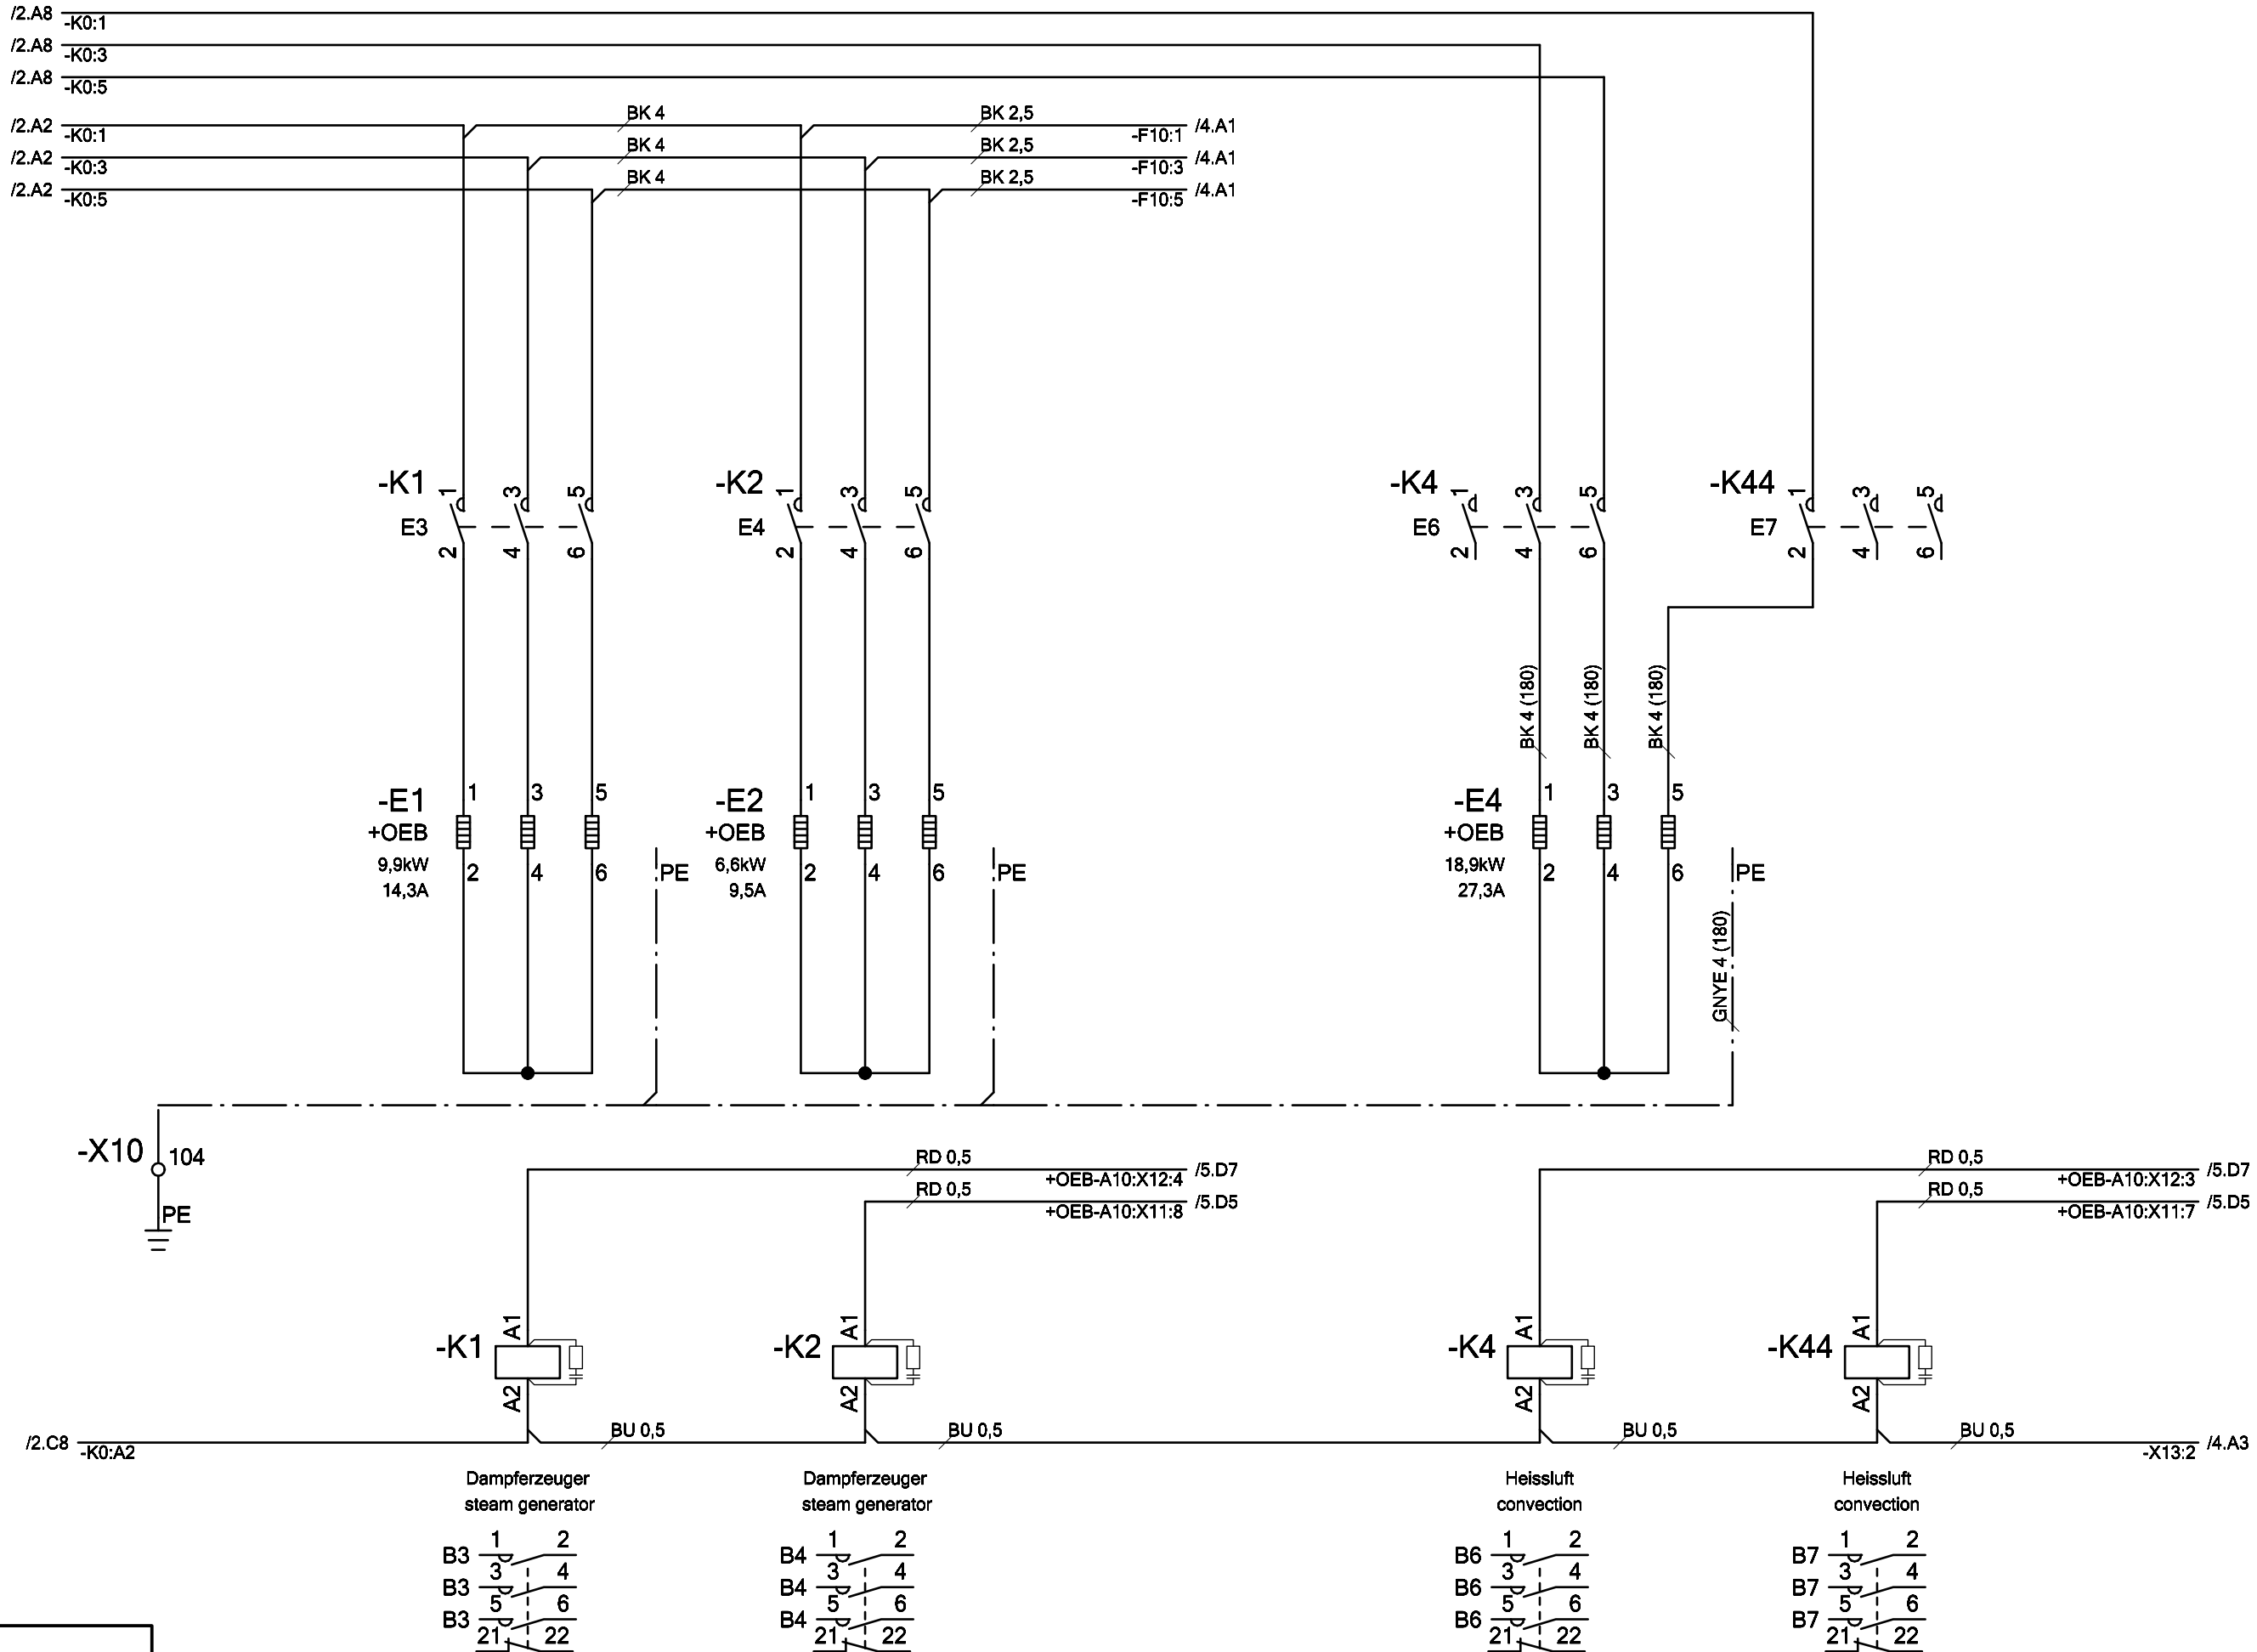 /2.A8 -K0:1
/2.A8 -K0:3
/2.A8 -K0:5
/2.A2 -K0:1 BK 4 BK 2,5 -F10:1 /4.A1
/2.A2 -K0:3 BK 4 BK 2,5 -F10:3 /4.A1
/2.A2 -K0:5 BK 4 BK 2,5 -F10:5 /4.A1
-K1 1 3 5 -K2 1 3 5 -K4 1 3 5 -K44 1 3 5
E3 E4 E6 E7
2 4 6 2 4 6 2 4 6 2 4 6
BK 4 (180) BK 4 (180) BK 4 (180)
-E1 1 3 5 -E2 1 3 5 -E4 1 3 5
+OEB +OEB +OEB
9,9kW 2 4 6 PE 6,6kW 2 4 6 PE 18,9kW 2 4 6 PE
14,3A 9,5A 27,3A
GNYE 4 (180)
-X10 104
PE
RD 0,5 +OEB-A10:X12:4 /5.D7 RD 0,5 +OEB-A10:X12:3 /5.D7
RD 0,5 +OEB-A10:X11:8 /5.D5 RD 0,5 +OEB-A10:X11:7 /5.D5
A1 A1 A1 A1
-K1 -K2 -K4 -K44
A2 A2 A2 A2
/2.C8 -K0:A2 BU 0,5 BU 0,5 BU 0,5 BU 0,5 -X13:2 /4.A3
Dampferzeuger Dampferzeuger Heissluft Heissluft
steam generator steam generator convection convection
1 2 1 2 1 2 1 2
B3 B4 B6 B7
3 4 3 4 3 4 3 4
B3 B4 B6 B7
5 6 5 6 5 6 5 6
B3 B4 B6 B7
21 22 21 22 21 22 21 22